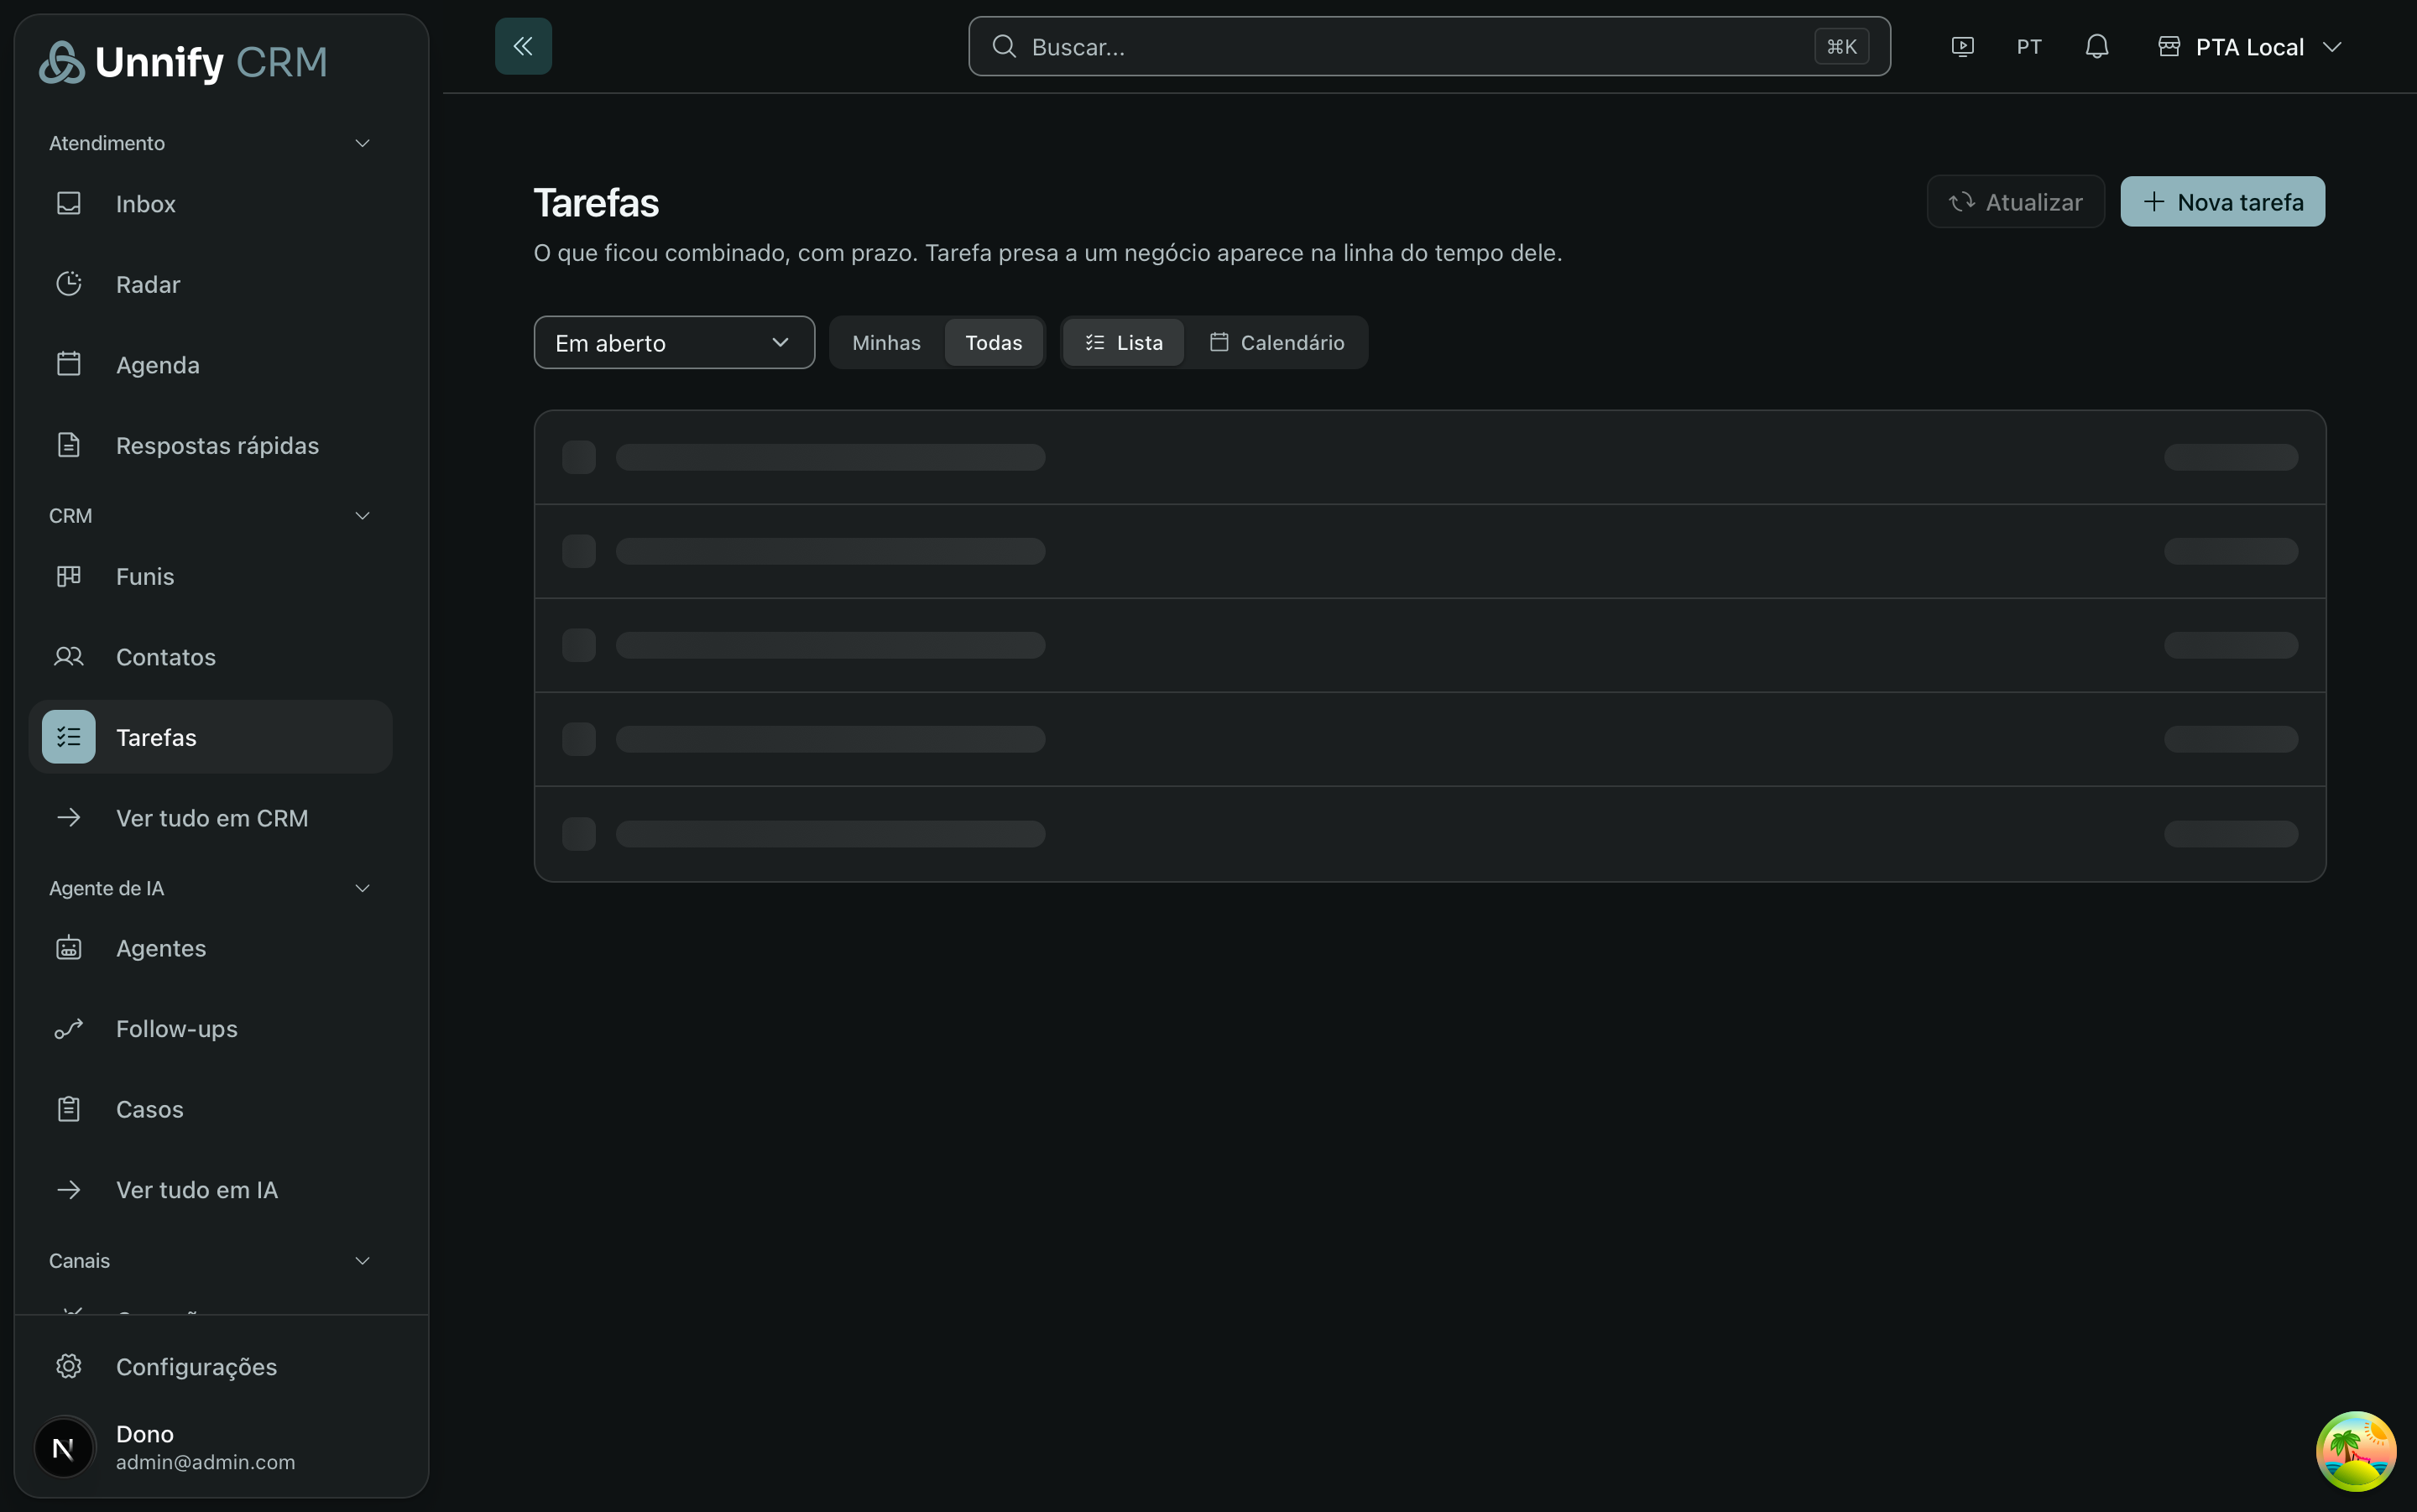 Unnify CRM
Atendimento
Inbox
Radar
Agenda
Respostas rápidas
CRM
Funis
Contatos
Tarefas
Ver tudo em CRM
Agente de IA
Agentes
Follow-ups
Casos
Ver tudo em IA
Canais
Configurações
N
Dono
admin@admin.com
Buscar...
⌘K
PT
PTA Local
Tarefas
Atualizar
Nova tarefa
O que ficou combinado, com prazo. Tarefa presa a um negócio aparece na linha do tempo dele.
Em aberto
Minhas
Todas
Lista
Calendário